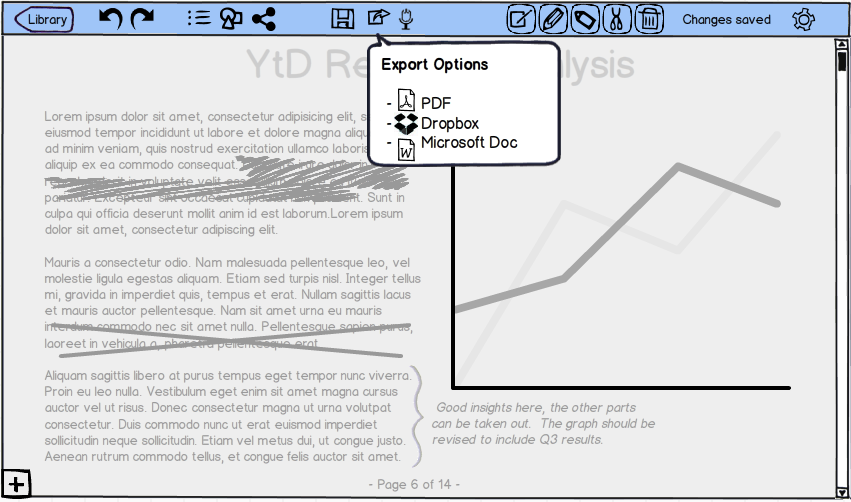 Library
Changes saved
YtD Re alysis
Export Options
- PDF
- Dropbox
- Microsoft Doc
W
Lorem ipsum dolor sit amet, consectetur adipisicing elit,
eiusmod tempor incididunt ut labore et dolore magna
ad minim veniam, quis nostrud exercitation ullamco
aliquip ex ea commodo consequat.
in voluptate velit
pariatur. Excepteur sint occaecat cupidatat Sunt in
culpa qui officia deserunt mollit anim id est laborum.Lorem ipsum
dolor sit amet, consectetur adipiscing elit.
Mauris a consectetur odio. Nam malesuada pellentesque leo, vel
molestie ligula egestas aliquam. Etiam sed turpis nisl. Integer tellus
mi, gravida in imperdiet quis, tempus et erat. Nullam sagittis lacus
et mauris auctor pellentesque. Nam sit amet urna eu mauris
interdum commodo nec sit amet nulla. Pellentesque sapien purus,
laoreet in vehicula a, pharetra pellentesque erat.
Aliquam sagittis libero at purus tempus eget tempor nunc viverra.
Proin eu leo nulla. Vestibulum eget enim sit amet magna cursus
auctor vel ut risus. Donec consectetur magna ut urna volutpat
consectetur. Duis commodo nunc ut erat euismod imperdiet
sollicitudin neque sollicitudin. Etiam vel metus dui, ut congue justo.
Aenean rutrum commodo tellus, et congue felis auctor sit amet.
Good insights here, the other parts
can be taken out. The graph should be
revised to include Q3 results.
- Page 6 of 14 -